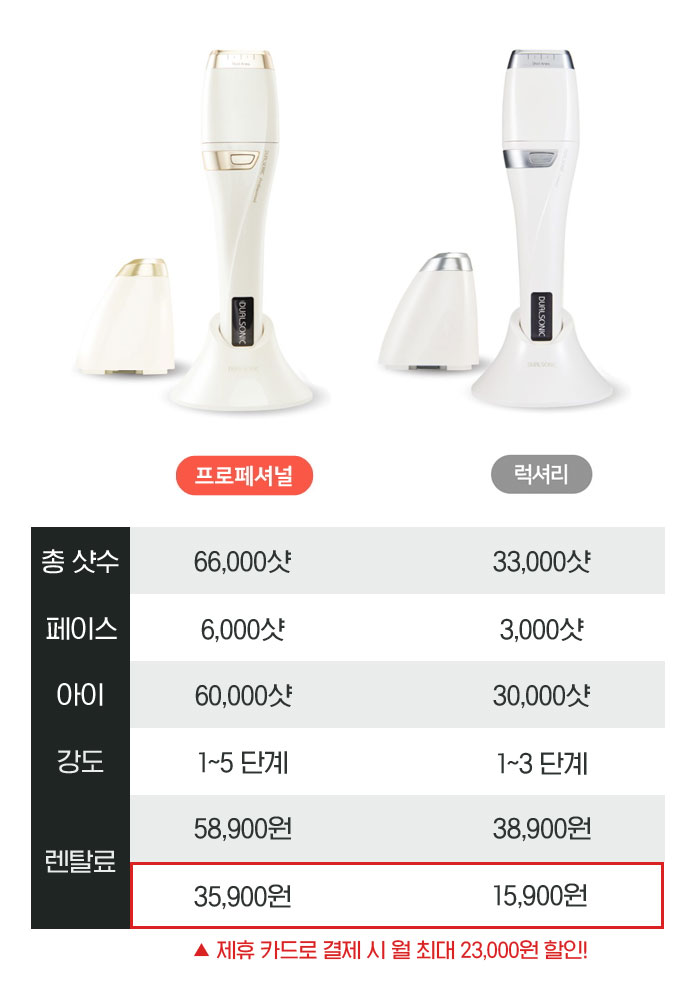 DUALSONIC
DUALSONIC
DUALSONIC
프로페셔널
럭셔리
총 샷수
66,000샷
33,000샷
페이스
6,000샷
3,000샷
아이
60,000샷
30,000샷
강도
1~5 단계
1~3 단계
렌탈료
58,900원
38,900원
35,900원
15,900원
▲ 제휴 카드로 결제 시 월 최대 23,000원 할인!